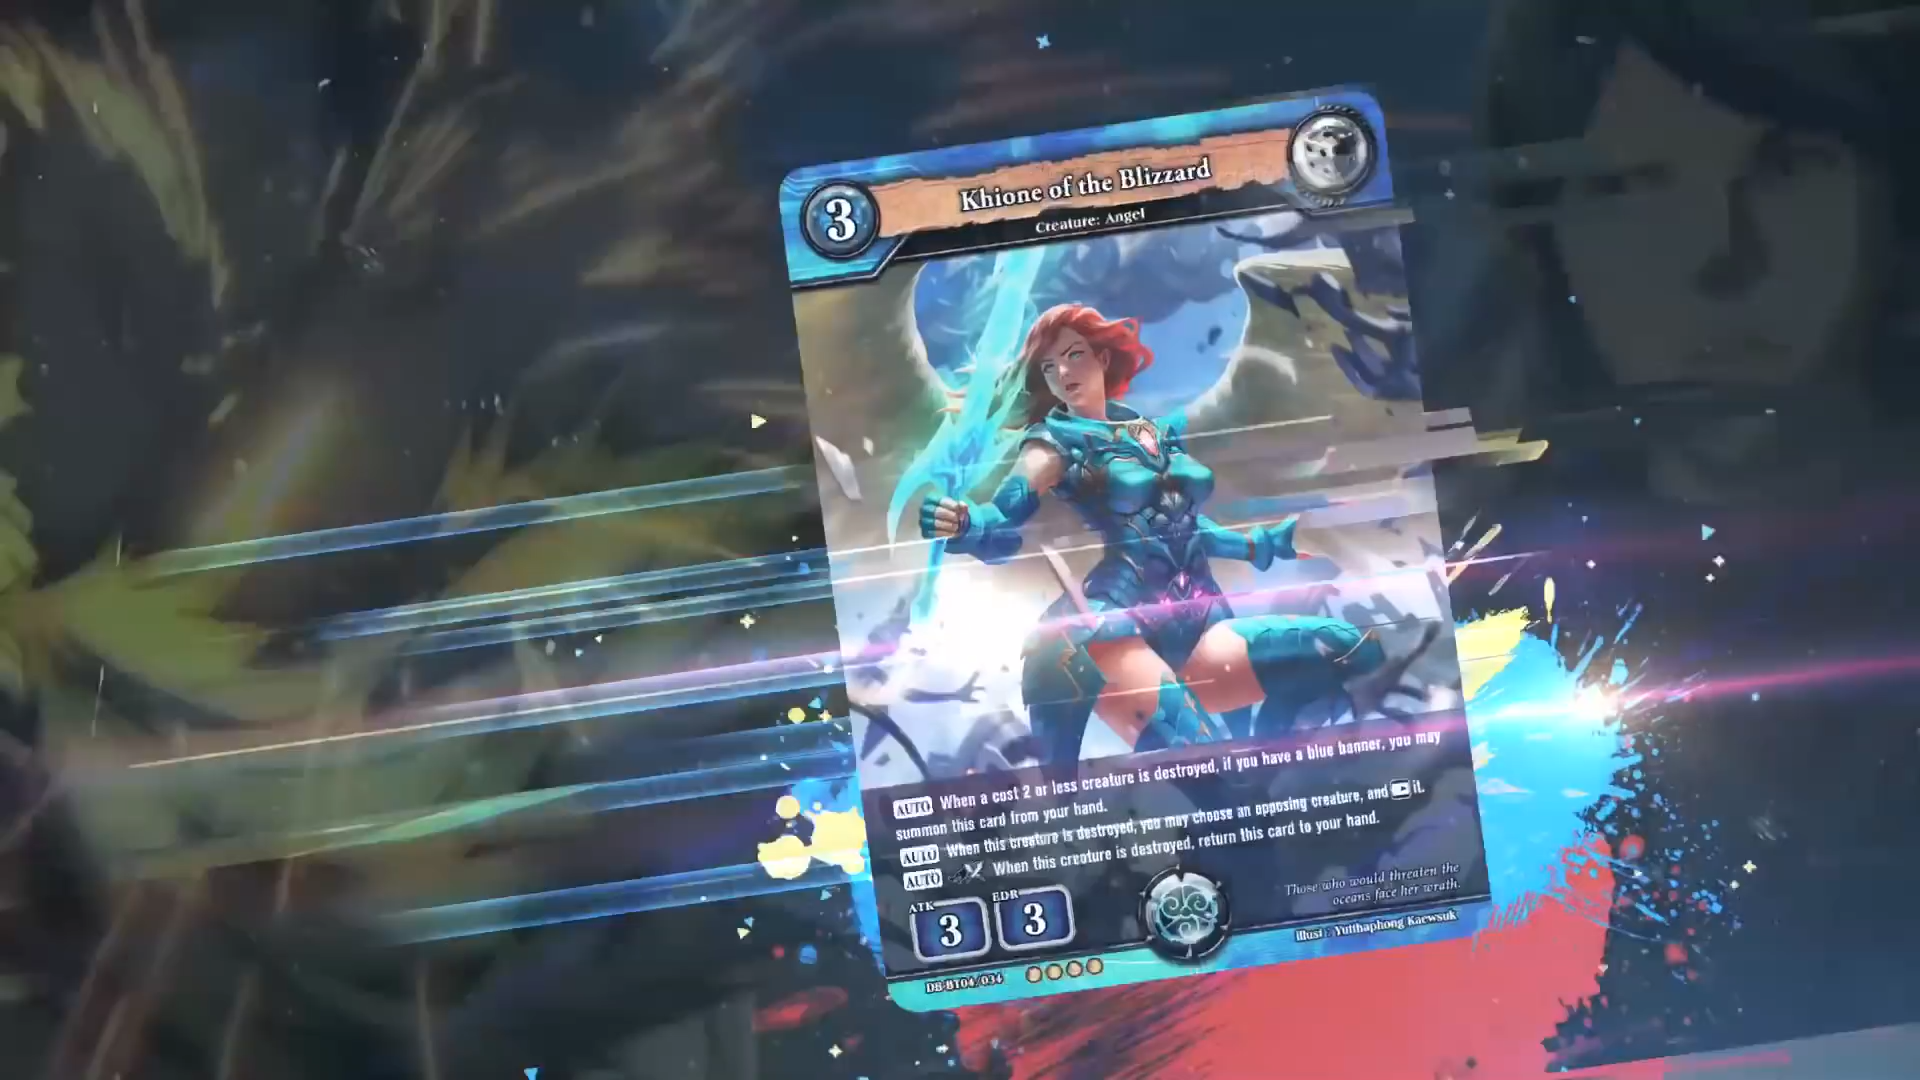 3
Khione of the Blizzard
Creature: Angel
AUTO When a cost 2 or less creature is destroyed, if you have a blue banner, you may
summon this card from your hand.
AUTO When this creature is destroyed, you may choose an opposing creature, and it.
AUTO When this creature is destroyed, return this card to your hand.
Those who would threaten the
oceans face her wrath.
ATK 3 EDR 3
Illust : Yutthaphong Kaewsuk
DB-BT04/034